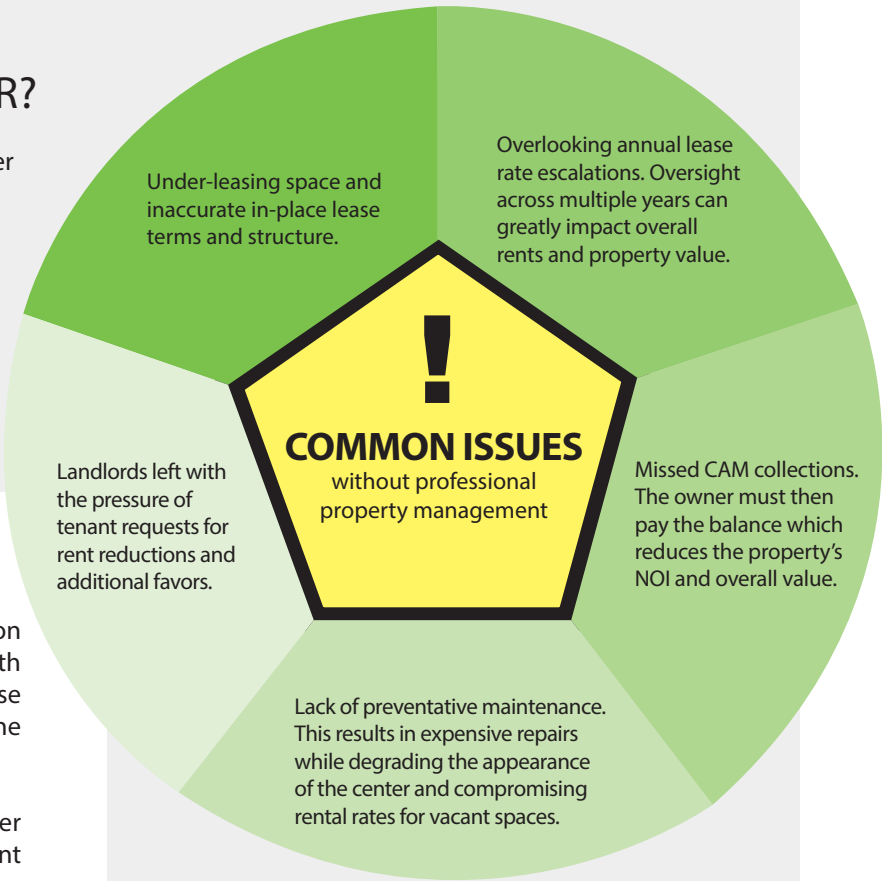 R?
er
Under-leasing space and
inaccurate in-place lease
terms and structure.
Overlooking annual lease
rate escalations. Oversight
across multiple years can
greatly impact overall
rents and property value.
!
COMMON ISSUES
without professional
property management
Landlords left with
the pressure of
tenant requests for
rent reductions and
additional favors.
Missed CAM collections.
The owner must then
pay the balance which
reduces the property’s
NOI and overall value.
Lack of preventative maintenance.
This results in expensive repairs
while degrading the appearance
of the center and compromising
rental rates for vacant spaces.
on
th
se
ne
er
nt